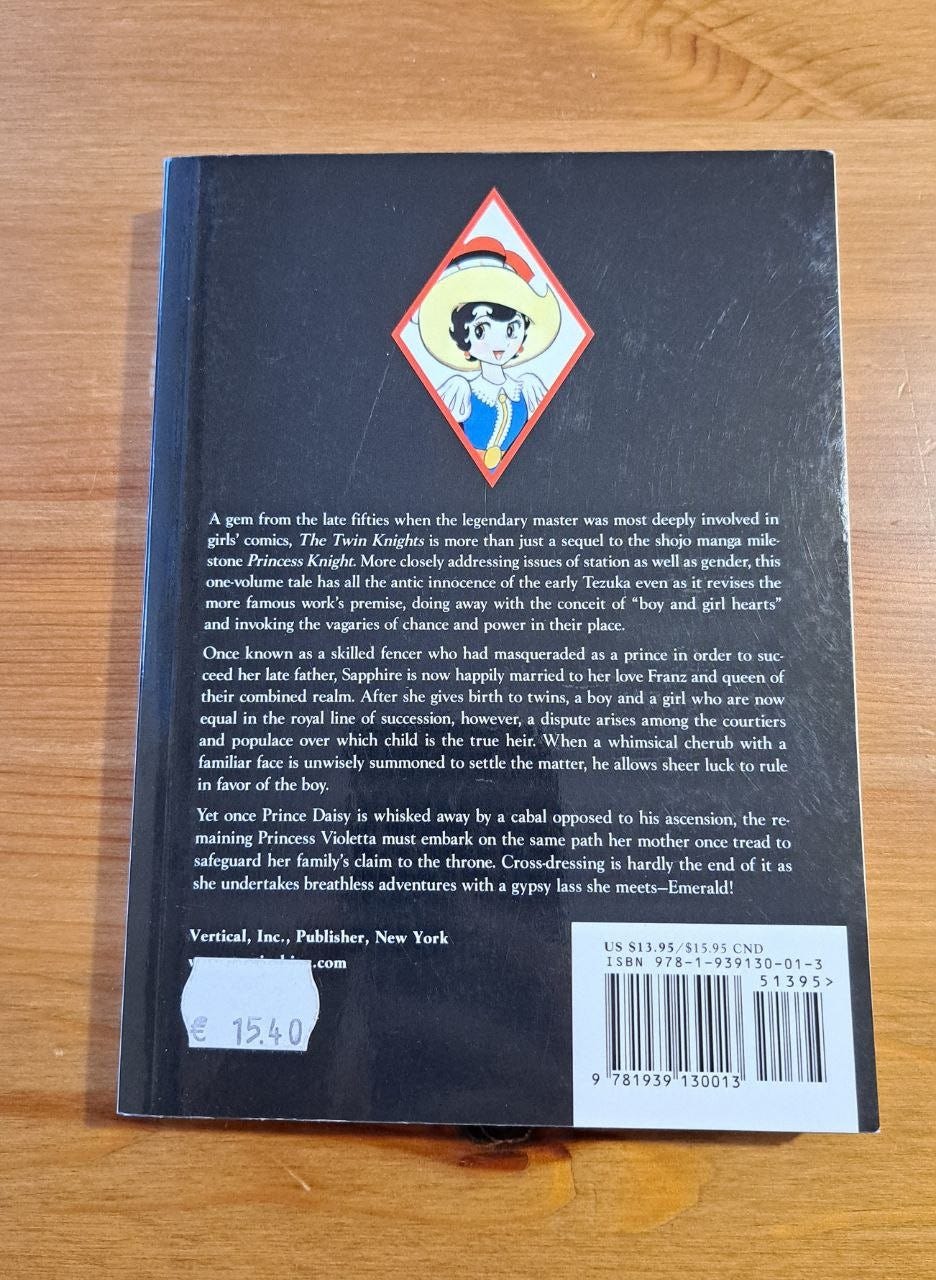 A gem from the late fifties when the legendary master was most deeply involved in
girls' comics, The Twin Knights is more than just a sequel to the shojo manga mile-
stone Princess Knight. More closely addressing issues of station as well as gender, this
one-volume tale has all the antic innocence of the early Tezuka even as it revises the
more famous work's premise, doing away with the conceit of "boy and girl hearts"
and invoking the vagaries of chance and power in their place.
Once known as a skilled fencer who had masqueraded as a prince in order to suc-
ceed her late father, Sapphire is now happily married to her love Franz and queen of
their combined realm. After she gives birth to twins, a boy and a girl who are now
equal in the royal line of succession, however, a dispute arises among the courtiers
and populace over which child is the true heir. When a whimsical cherub with a
familiar face is unwisely summoned to settle the matter, he allows sheer luck to rule
in favor of the boy.
Yet once Prince Daisy is whisked away by a cabal opposed to his ascension, the re-
maining Princess Violetta must embark on the same path her mother once tread to
safeguard her family's claim to the throne. Cross-dressing is hardly the end of it as
she undertakes breathless adventures with a gypsy lass she meets—Emerald!
Vertical, Inc., Publisher, New York
.com
€ 15.40
US $13.95/$15.95 CND
ISBN 978-1-939130-01-3
51395>
9 781939 130013